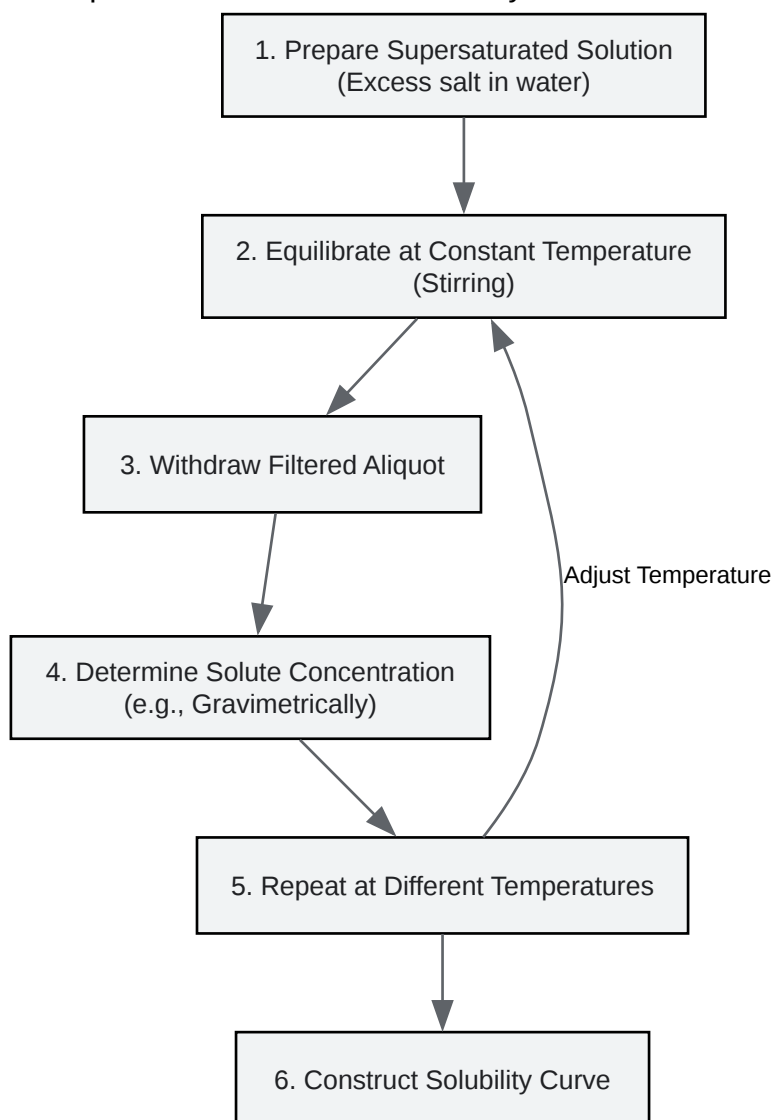 1. Prepare Supersaturated Solution
(Excess salt in water)
2. Equilibrate at Constant Temperature
(Stirring)
3. Withdraw Filtered Aliquot
Adjust Temperature
4. Determine Solute Concentration
(e.g., Gravimetrically)
5. Repeat at Different Temperatures
6. Construct Solubility Curve